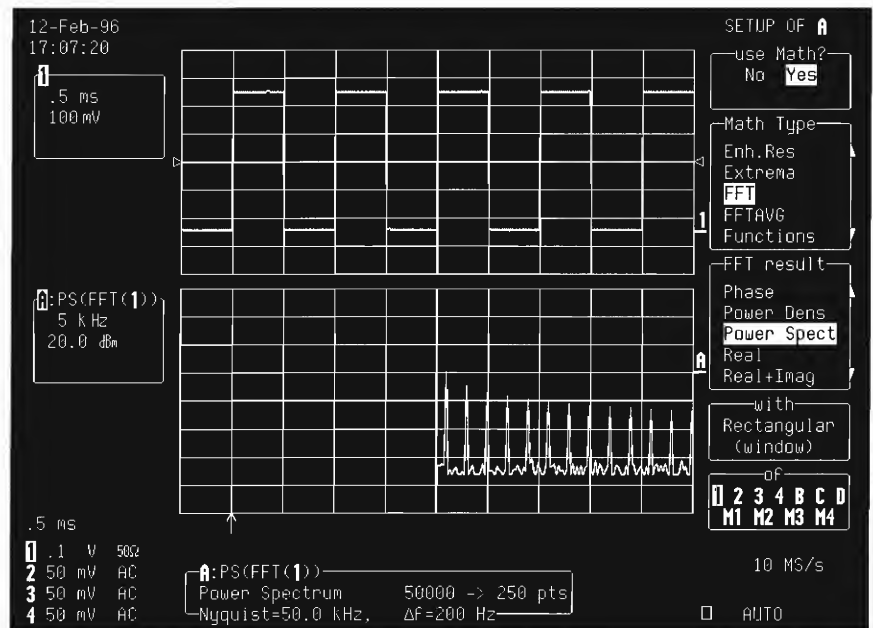 12-Feb-96
17:07:20
1
.5 ms
100 mV
1
A:PS(FFT(1))
5 kHz
20.0 dBm
A
.5 ms
1 .1 V 50Ω
2 50 mV AC
3 50 mV AC
4 50 mV AC
A:PS(FFT(1))
Power Spectrum 50000 -> 250 pts
Nyquist=50.0 kHz, Δf=200 Hz
SETUP OF A
use Math?
No Yes
Math Type
Enh.Res
Extrema
FFT
FFTAVG
Functions
FFT result
Phase
Power Dens
Power Spect
Real
Real+Imag
with
Rectangular
(window)
of
1 2 3 4 B C D
M1 M2 M3 M4
10 MS/s
AUTO